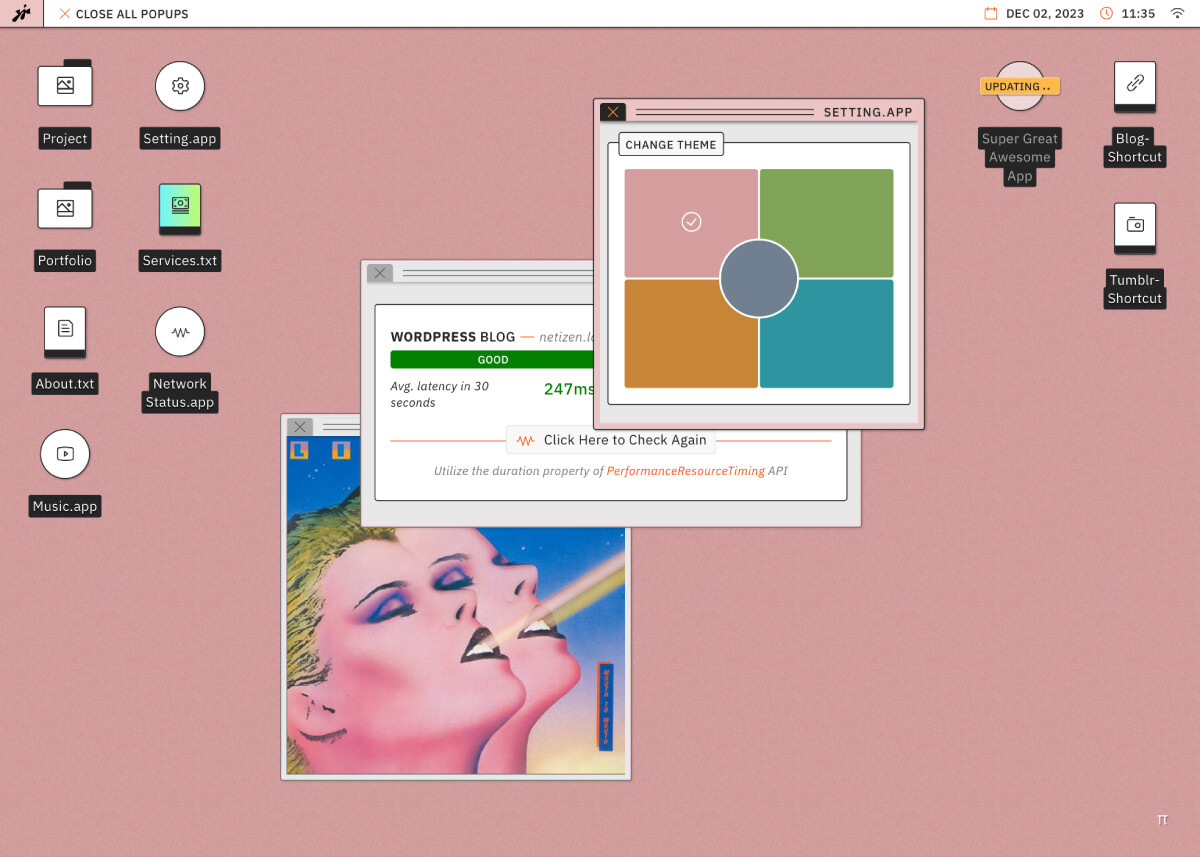 CLOSE ALL POPUPS
DEC 02, 2023
11:35
Project
Setting.app
Portfolio
Services.txt
About.txt
Network
Status.app
Music.app
UPDATING ..
Super Great
Awesome
App
Blog-
Shortcut
Tumblr-
Shortcut
SETTING.APP
CHANGE THEME
WORDPRESS BLOG — netizen.
GOOD
Avg. latency in 30
seconds
247ms
Click Here to Check Again
Utilize the duration property of PerformanceResourceTiming API
L I
MOUTH TO MOUTH
π